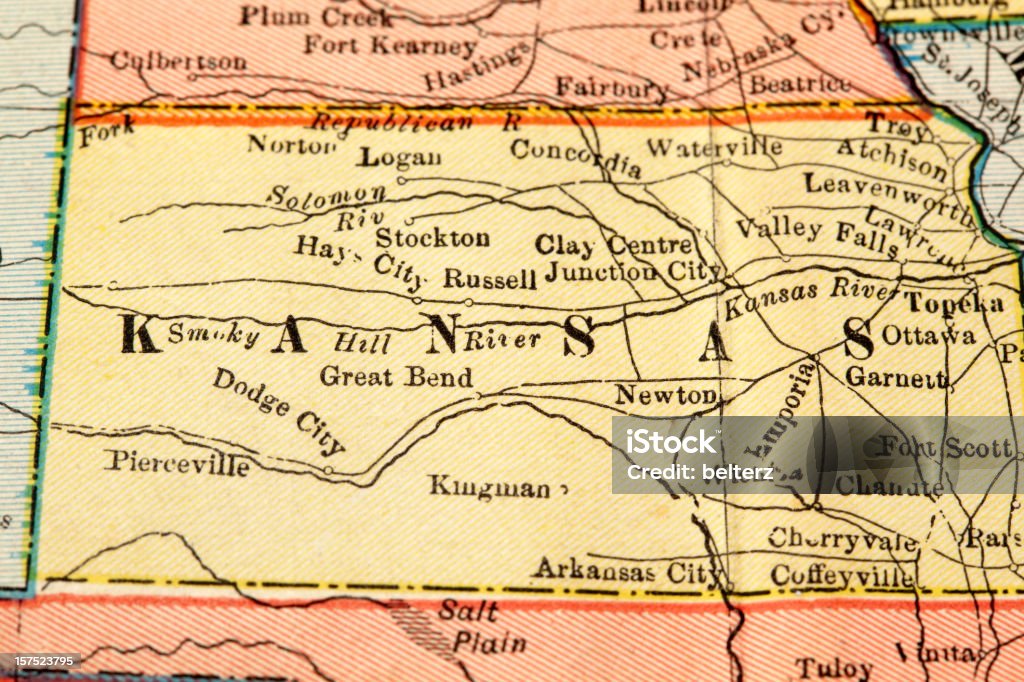 Plum Creek
Lincoln
Hamburg
Fort Kearney
Crete
Nebraska Cy.
Brownville
Culbertson
Hastings
Fairbury
Beatrice
St. Joseph
Fork
Republican R
Troy
Norton
Logan
Concordia
Waterville
Atchison
Solomon
Riv
Leavenworth
Stockton
Clay Centre
Valley Falls
Hays City
Russell
Junction City
Kansas River
Topeka
KANSAS
Smoky Hill River
Ottawa
Great Bend
Garnett
Dodge City
Newton
Emporia
iStock™
Credit: belterz
Fort Scott
Pierceville
Kingman
Chanute
Cherryvale
Pars
Arkansas City
Coffeyville
Salt
Plain
Vinita
Tuloy
157523795